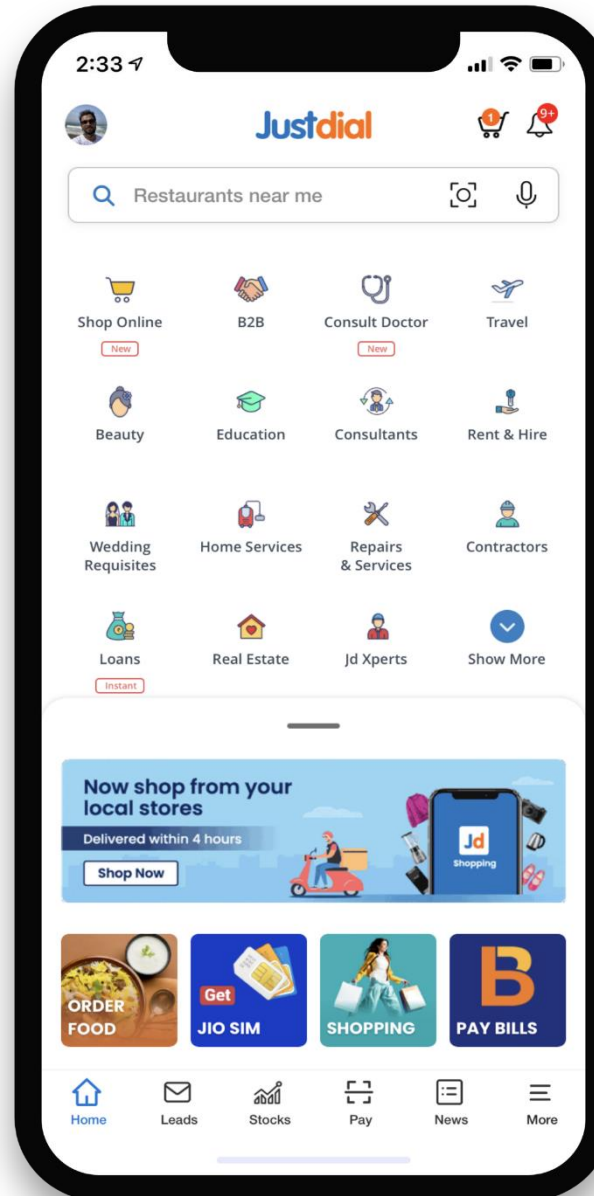 2:33
Justdial
1
9+
Restaurants near me
Shop Online
B2B
Consult Doctor
Travel
New
New
Beauty
Education
Consultants
Rent & Hire
Wedding
Requisites
Home Services
Repairs
& Services
Contractors
Loans
Real Estate
Jd Xperts
Show More
Instant
Now shop from your
local stores
Delivered within 4 hours
Shop Now
Jd
Shopping
ORDER
FOOD
Get
JIO SIM
SHOPPING
B
PAY BILLS
Home
Leads
Stocks
Pay
News
More